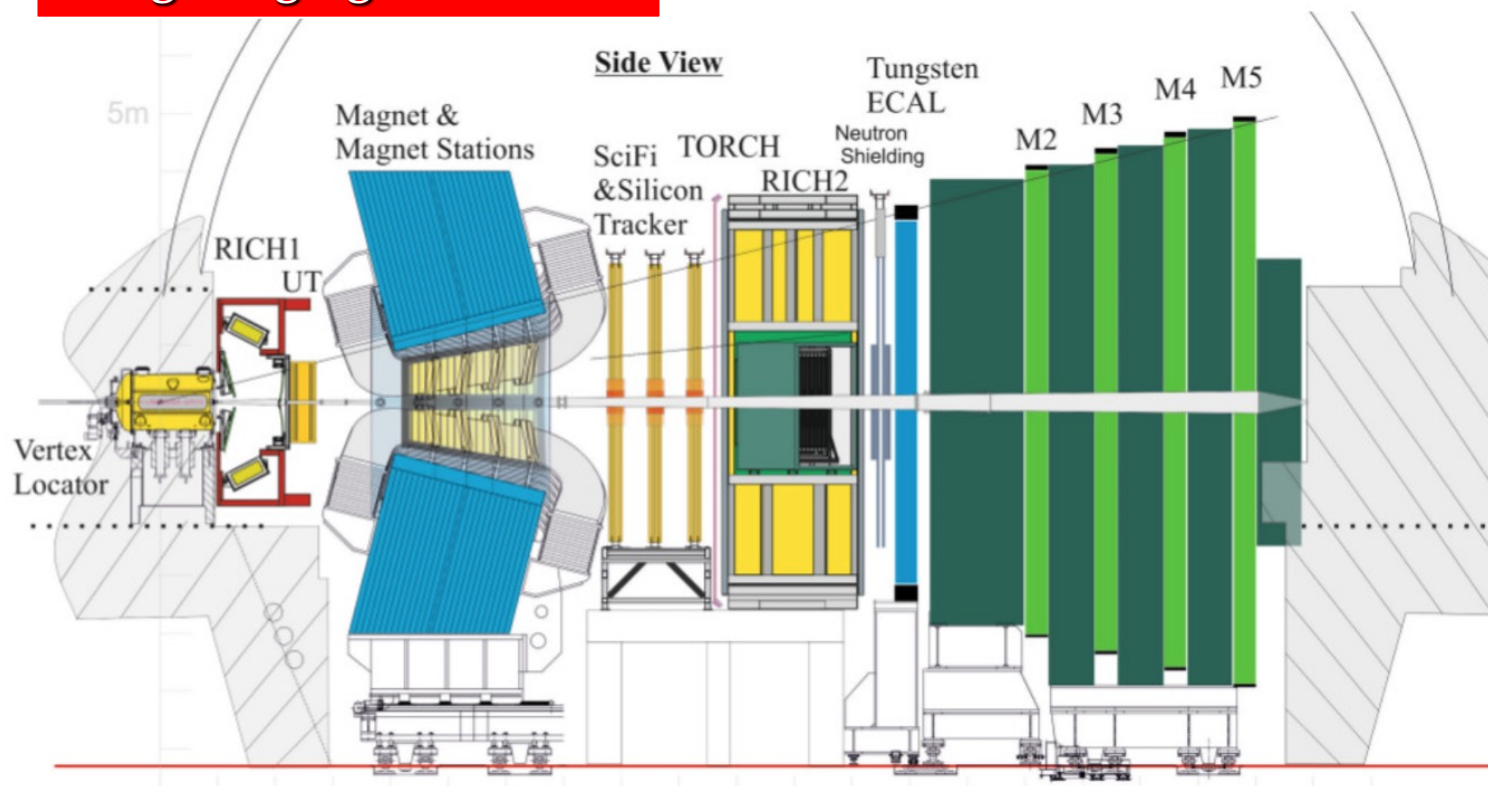 Side View
5m
Magnet &
Magnet Stations
SciFi
&Silicon
Tracker
TORCH
RICH2
Tungsten
ECAL
Neutron
Shielding
M2
M3
M4
M5
RICH1
UT
Vertex
Locator